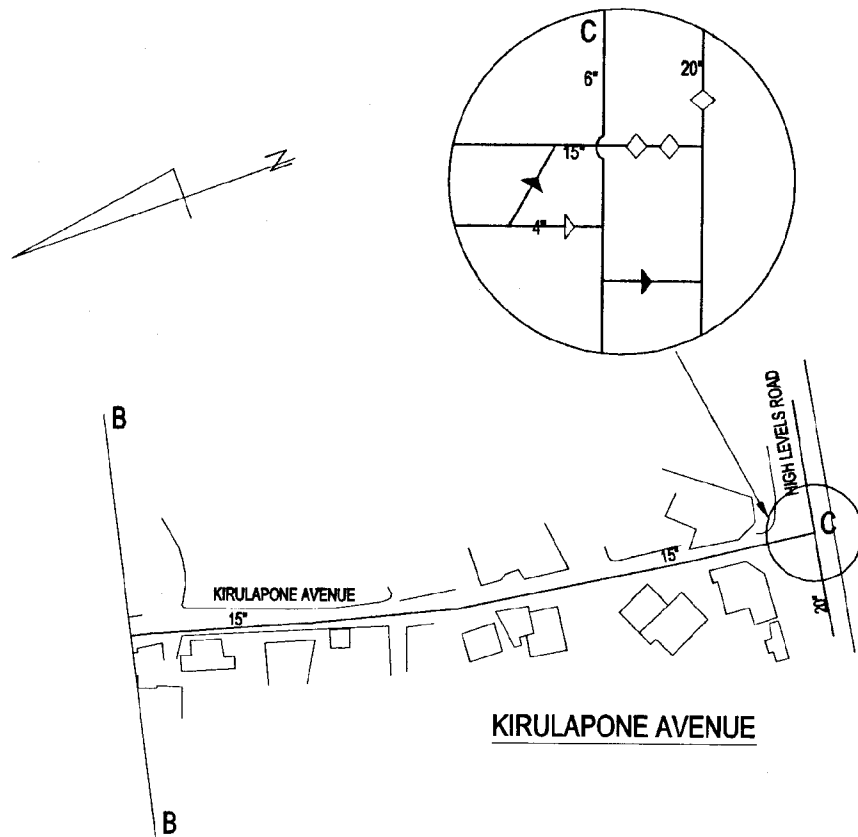 C
6"
20"
15"
4"
N
B
HIGH LEVELS ROAD
C
15"
KIRULAPONE AVENUE
15"
20"
KIRULAPONE AVENUE
B